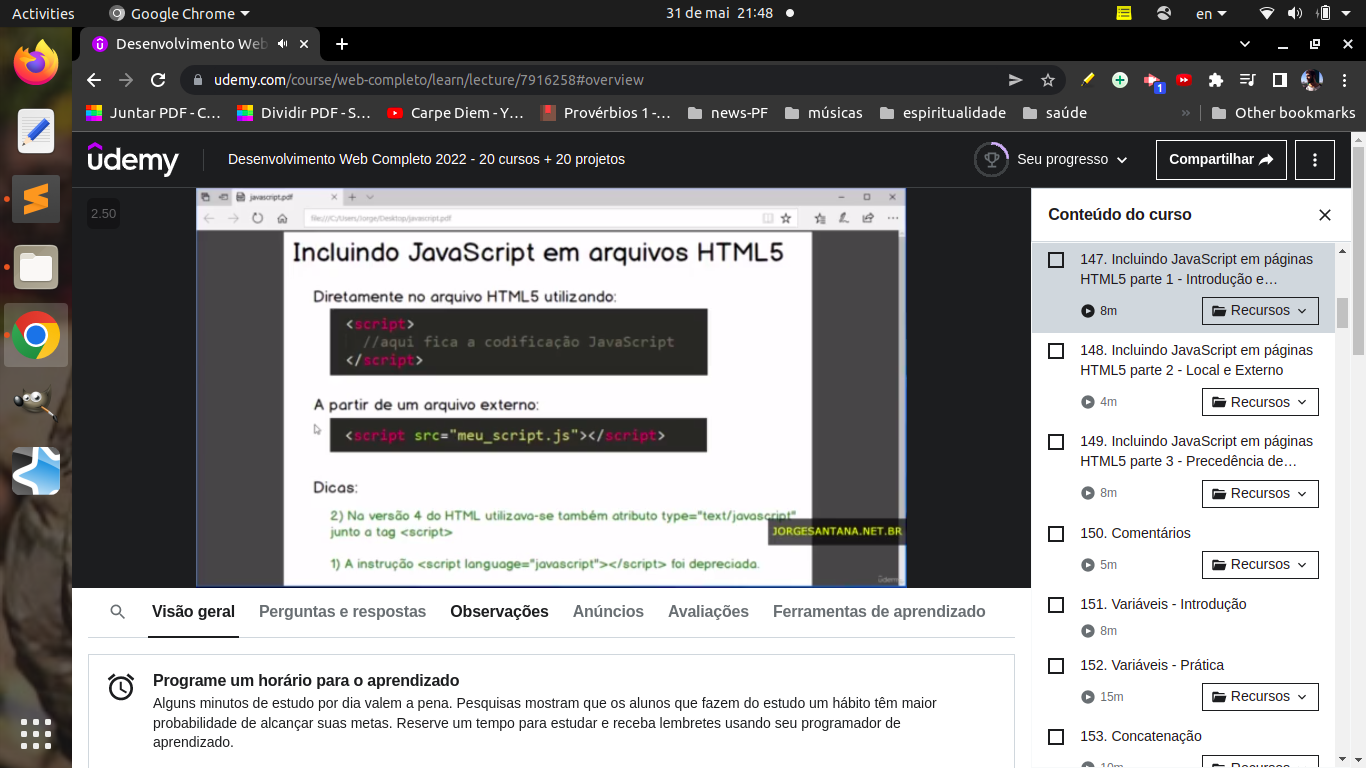 Activities
Google Chrome
31 de mai 21:48
en
Desenvolvimento Web
udemy.com/course/web-completo/learn/lecture/7916258#overview
1
Juntar PDF - C…
Dividir PDF - S…
Carpe Diem - Y…
Provérbios 1 -…
news-PF
músicas
espiritualidade
saúde
»
Other bookmarks
udemy
Desenvolvimento Web Completo 2022 - 20 cursos + 20 projetos
Seu progresso
Compartilhar
2.50
javascript.pdf
file:///C:/Users/Jorge/Desktop/javascript.pdf
Incluindo JavaScript em arquivos HTML5
Diretamente no arquivo HTML5 utilizando:
<script>
//aqui fica a codificação JavaScript
</script>
A partir de um arquivo externo:
<script src="meu_script.js"></script>
Dicas:
2) Na versão 4 do HTML utilizava-se também atributo type="text/javascript"
junto a tag <script>
JORGESANTANA.NET.BR
1) A instrução <script language="javascript"></script> foi depreciada.
udemy
Conteúdo do curso
147. Incluindo JavaScript em páginas
HTML5 parte 1 - Introdução e…
8m
Recursos
148. Incluindo JavaScript em páginas
HTML5 parte 2 - Local e Externo
4m
Recursos
149. Incluindo JavaScript em páginas
HTML5 parte 3 - Precedência de…
8m
Recursos
150. Comentários
5m
Recursos
151. Variáveis - Introdução
8m
152. Variáveis - Prática
15m
Recursos
153. Concatenação
10m
Recursos
Visão geral
Perguntas e respostas
Observações
Anúncios
Avaliações
Ferramentas de aprendizado
Programe um horário para o aprendizado
Alguns minutos de estudo por dia valem a pena. Pesquisas mostram que os alunos que fazem do estudo um hábito têm maior
probabilidade de alcançar suas metas. Reserve um tempo para estudar e receba lembretes usando seu programador de
aprendizado.